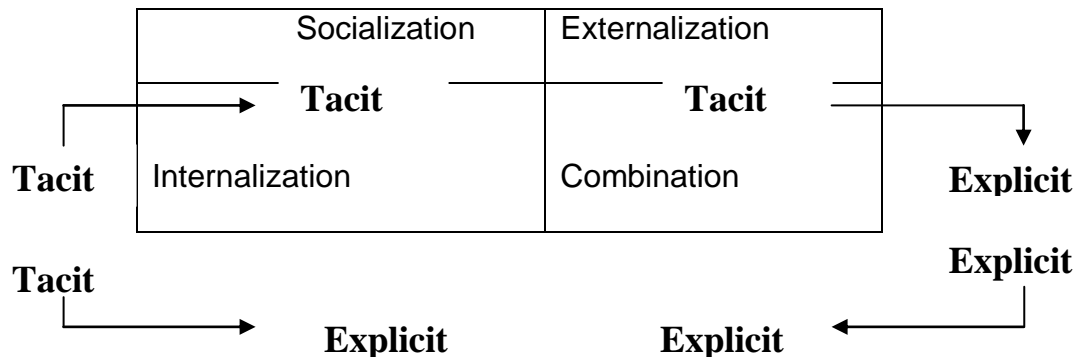 Socialization Externalization
Tacit Tacit
Tacit Internalization Combination Explicit
Tacit Explicit
Explicit Explicit